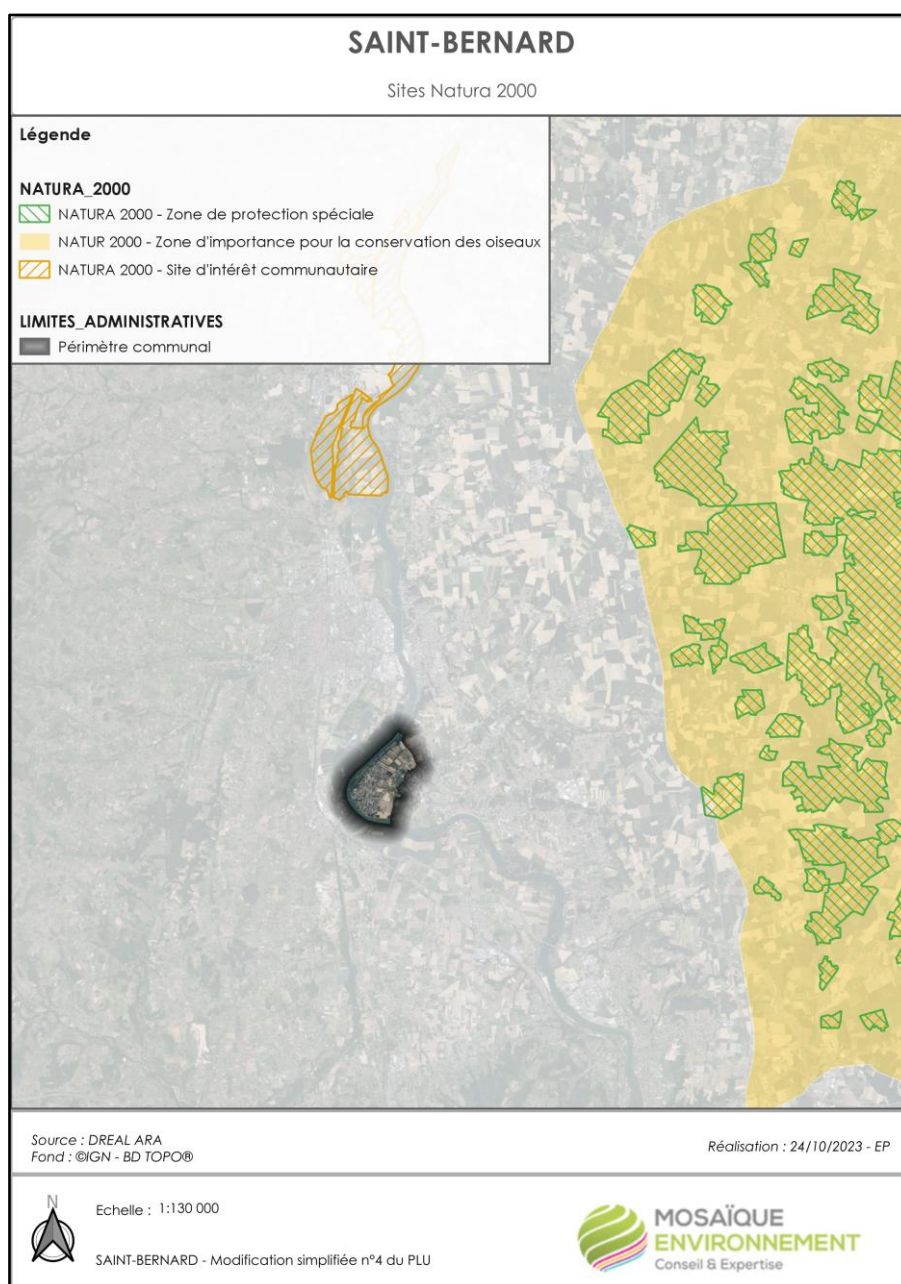 SAINT-BERNARD
Sites Natura 2000
Légende
NATURA_2000
NATURA 2000 - Zone de protection spéciale
NATUR 2000 - Zone d'importance pour la conservation des oiseaux
NATURA 2000 - Site d'intérêt communautaire
LIMITES_ADMINISTRATIVES
Périmètre communal
Source : DREAL ARA
Fond : ©IGN - BD TOPO®
Réalisation : 24/10/2023 - EP
N
Echelle : 1:130 000
SAINT-BERNARD - Modification simplifiée n°4 du PLU
MOSAÏQUE
ENVIRONNEMENT
Conseil & Expertise